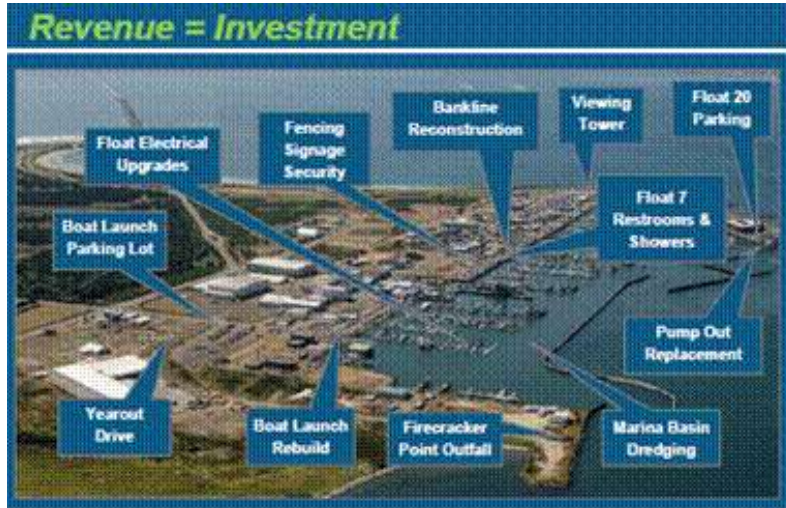 Revenue = Investment
Float Electrical
Upgrades
Fencing
Signage
Security
Bankline
Reconstruction
Viewing
Tower
Float 20
Parking
Boat Launch
Parking Lot
Float 7
Restrooms &
Showers
Pump Out
Replacement
Yearout
Drive
Boat Launch
Rebuild
Firecracker
Point Outfall
Marina Basin
Dredging